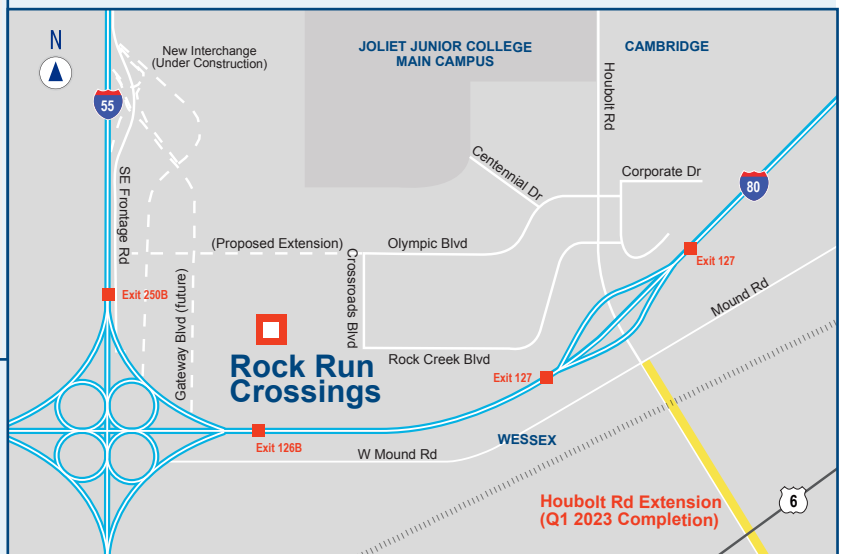 N
New Interchange
(Under Construction)
JOLIET JUNIOR COLLEGE
MAIN CAMPUS
CAMBRIDGE
55
Houbolt Rd
Centennial Dr
Corporate Dr
80
SE Frontage Rd
(Proposed Extension)
Olympic Blvd
Exit 127
Crossroads Blvd
Mound Rd
Exit 250B
Gateway Blvd (future)
Rock Run
Crossings
Rock Creek Blvd
Exit 127
Exit 126B
WESSEX
W Mound Rd
Houbolt Rd Extension
(Q1 2023 Completion)
6